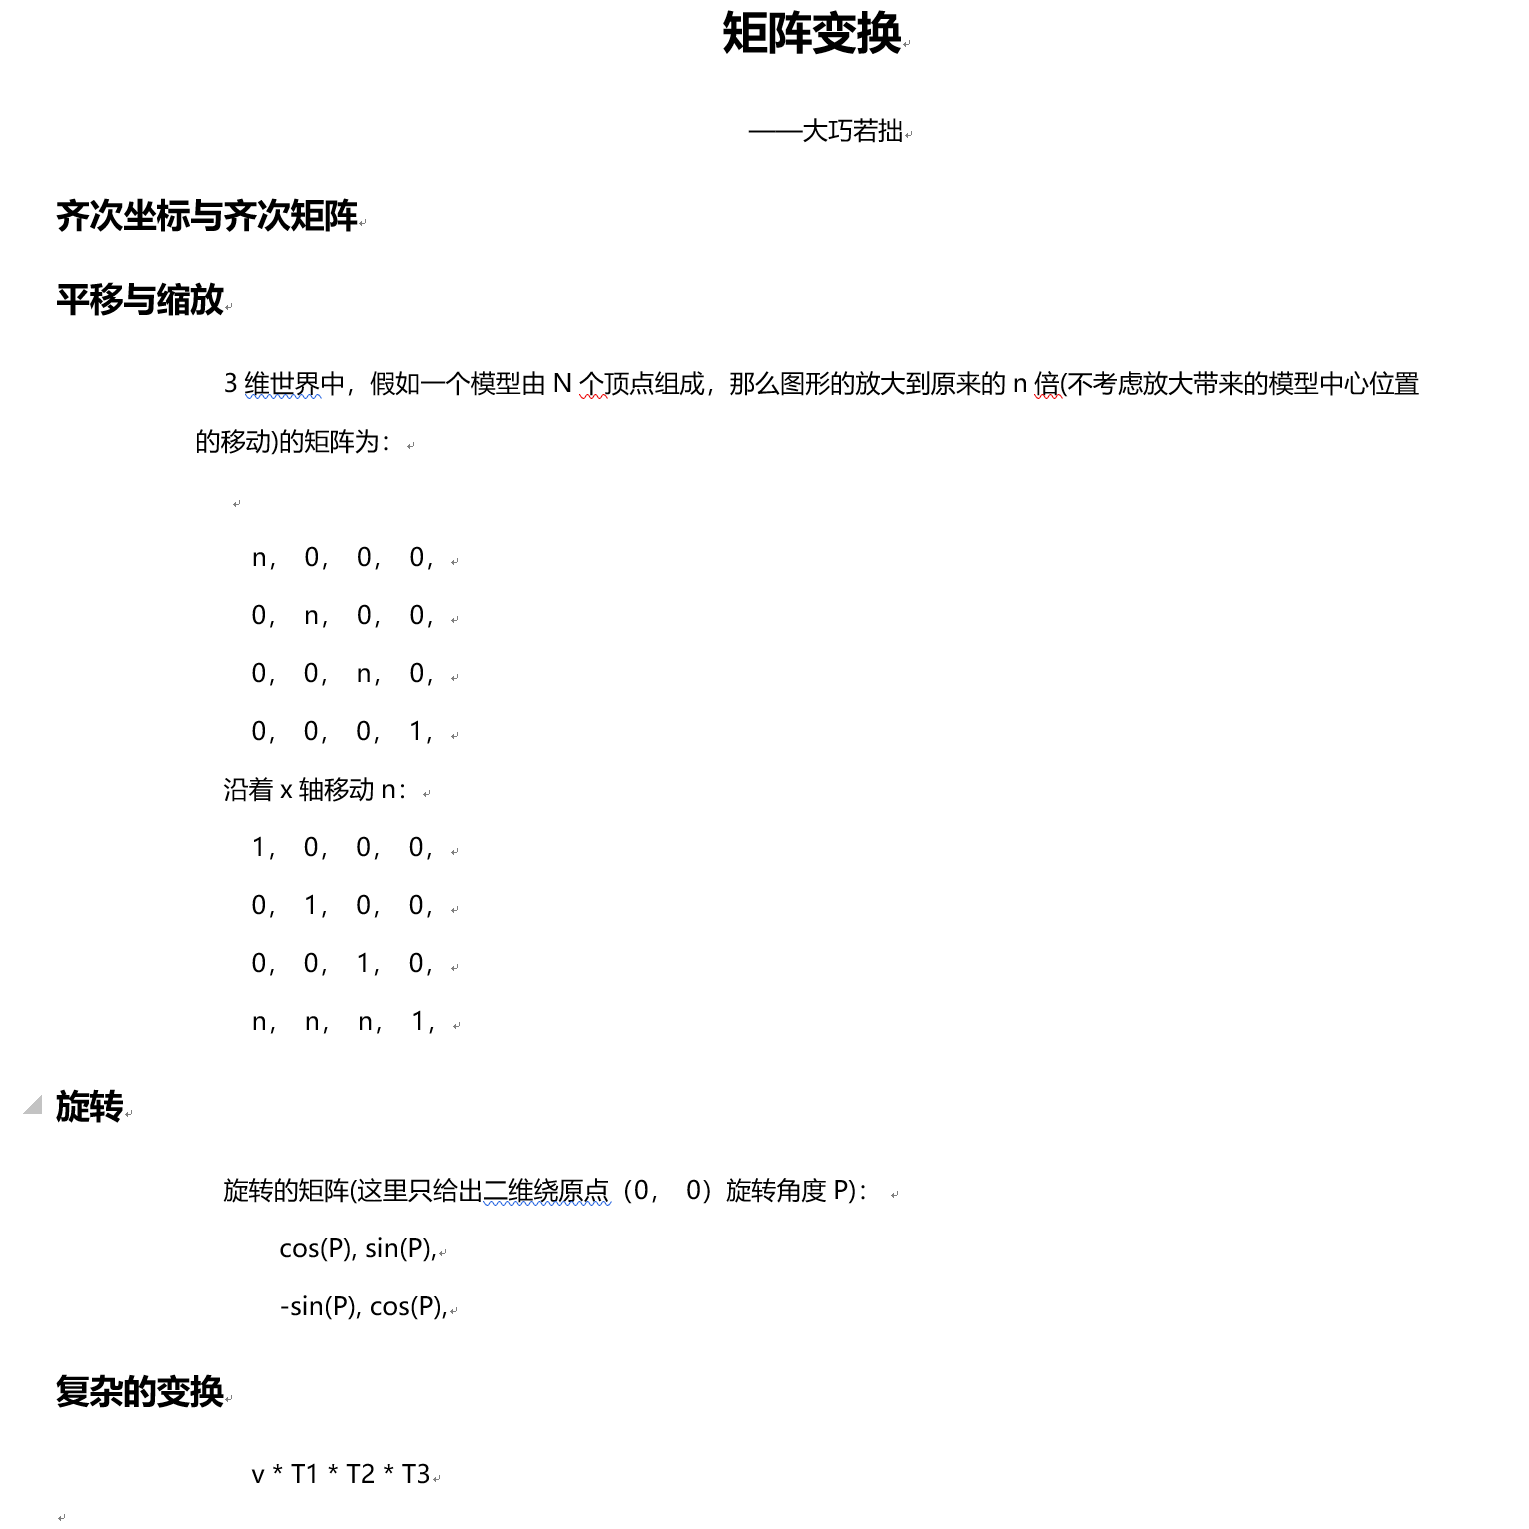 矩阵变换
——大巧若拙
齐次坐标与齐次矩阵
平移与缩放
3 维世界中，假如一个模型由 N 个顶点组成，那么图形的放大到原来的 n 倍(不考虑放大带来的模型中心位置
的移动)的矩阵为：
n， 0， 0， 0，
0， n， 0， 0，
0， 0， n， 0，
0， 0， 0， 1，
沿着 x 轴移动 n：
1， 0， 0， 0，
0， 1， 0， 0，
0， 0， 1， 0，
n， n， n， 1，
旋转
旋转的矩阵(这里只给出二维绕原点（0， 0）旋转角度 P)：
cos(P), sin(P),
-sin(P), cos(P),
复杂的变换
v * T1 * T2 * T3